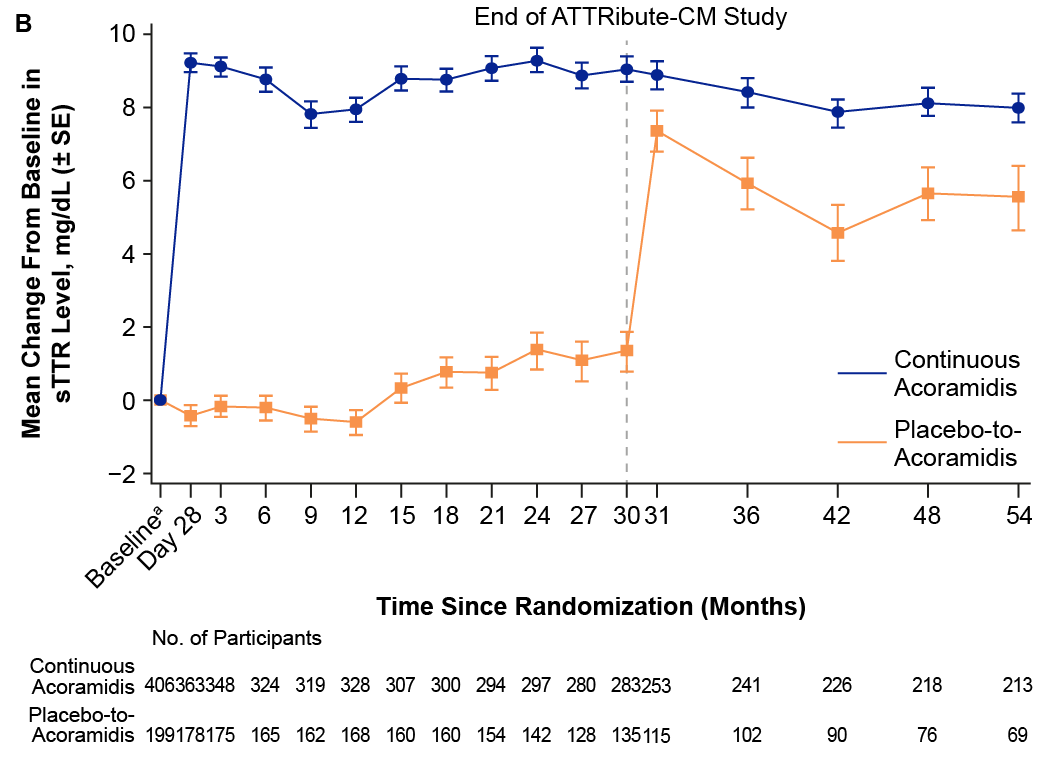 B
End of ATTRibute-CM Study
Mean Change From Baseline in
sTTR Level, mg/dL (± SE)
10
8
6
4
2
0
−2
Continuous
Acoramidis
Placebo-to-
Acoramidis
Baselineᵃ Day 28 3 6 9 12 15 18 21 24 27 30 31 36 42 48 54
Time Since Randomization (Months)
No. of Participants
Continuous
Acoramidis 406 363 348 324 319 328 307 300 294 297 280 283 253 241 226 218 213
Placebo-to-
Acoramidis 199 178 175 165 162 168 160 160 154 142 128 135 115 102 90 76 69